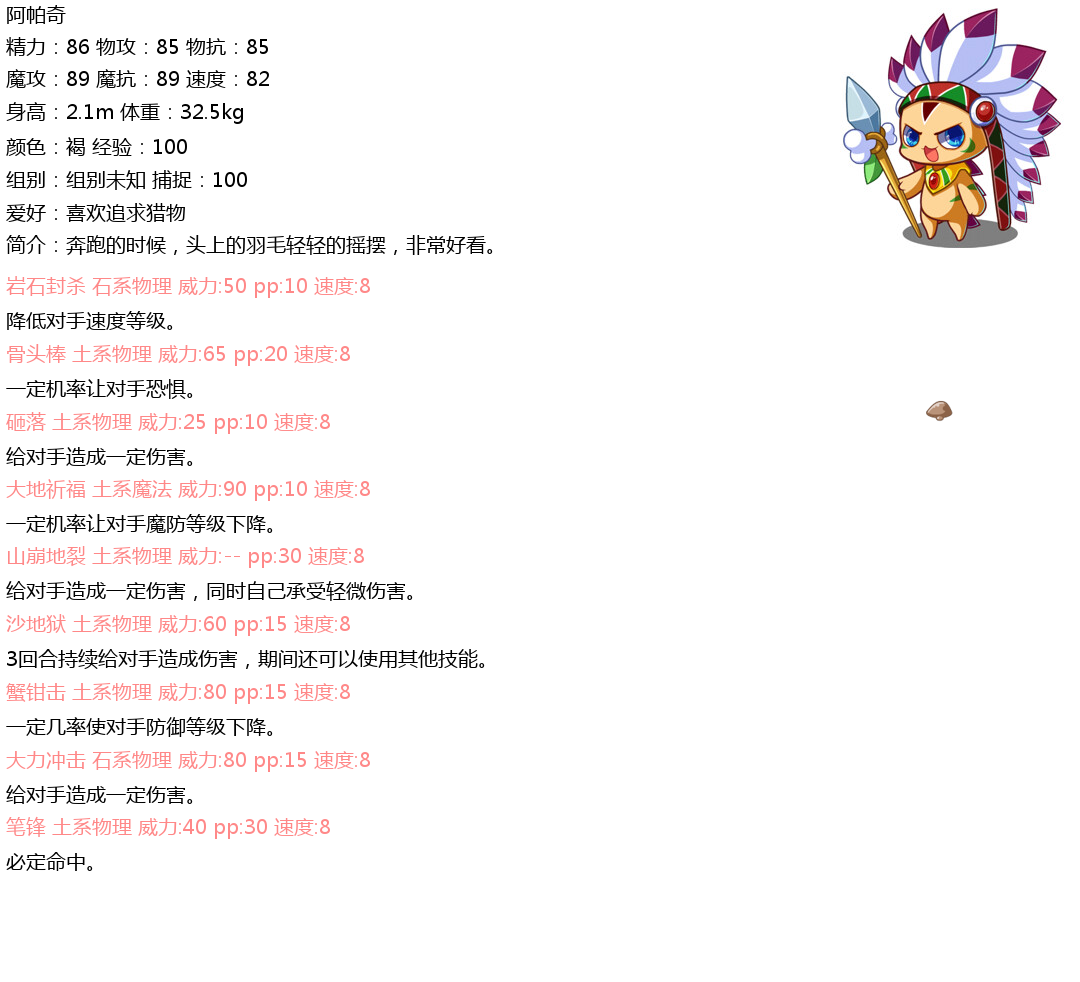 阿帕奇
精力：86 物攻：85 物抗：85
魔攻：89 魔抗：89 速度：82
身高：2.1m 体重：32.5kg
颜色：褐 经验：100
组别：组别未知 捕捉：100
爱好：喜欢追求猎物
简介：奔跑的时候，头上的羽毛轻轻的摇摆，非常好看。
岩石封杀 石系物理 威力:50 pp:10 速度:8
降低对手速度等级。
骨头棒 土系物理 威力:65 pp:20 速度:8
一定机率让对手恐惧。
砸落 土系物理 威力:25 pp:10 速度:8
给对手造成一定伤害。
大地祈福 土系魔法 威力:90 pp:10 速度:8
一定机率让对手魔防等级下降。
山崩地裂 土系物理 威力:-- pp:30 速度:8
给对手造成一定伤害，同时自己承受轻微伤害。
沙地狱 土系物理 威力:60 pp:15 速度:8
3回合持续给对手造成伤害，期间还可以使用其他技能。
蟹钳击 土系物理 威力:80 pp:15 速度:8
一定几率使对手防御等级下降。
大力冲击 石系物理 威力:80 pp:15 速度:8
给对手造成一定伤害。
笔锋 土系物理 威力:40 pp:30 速度:8
必定命中。